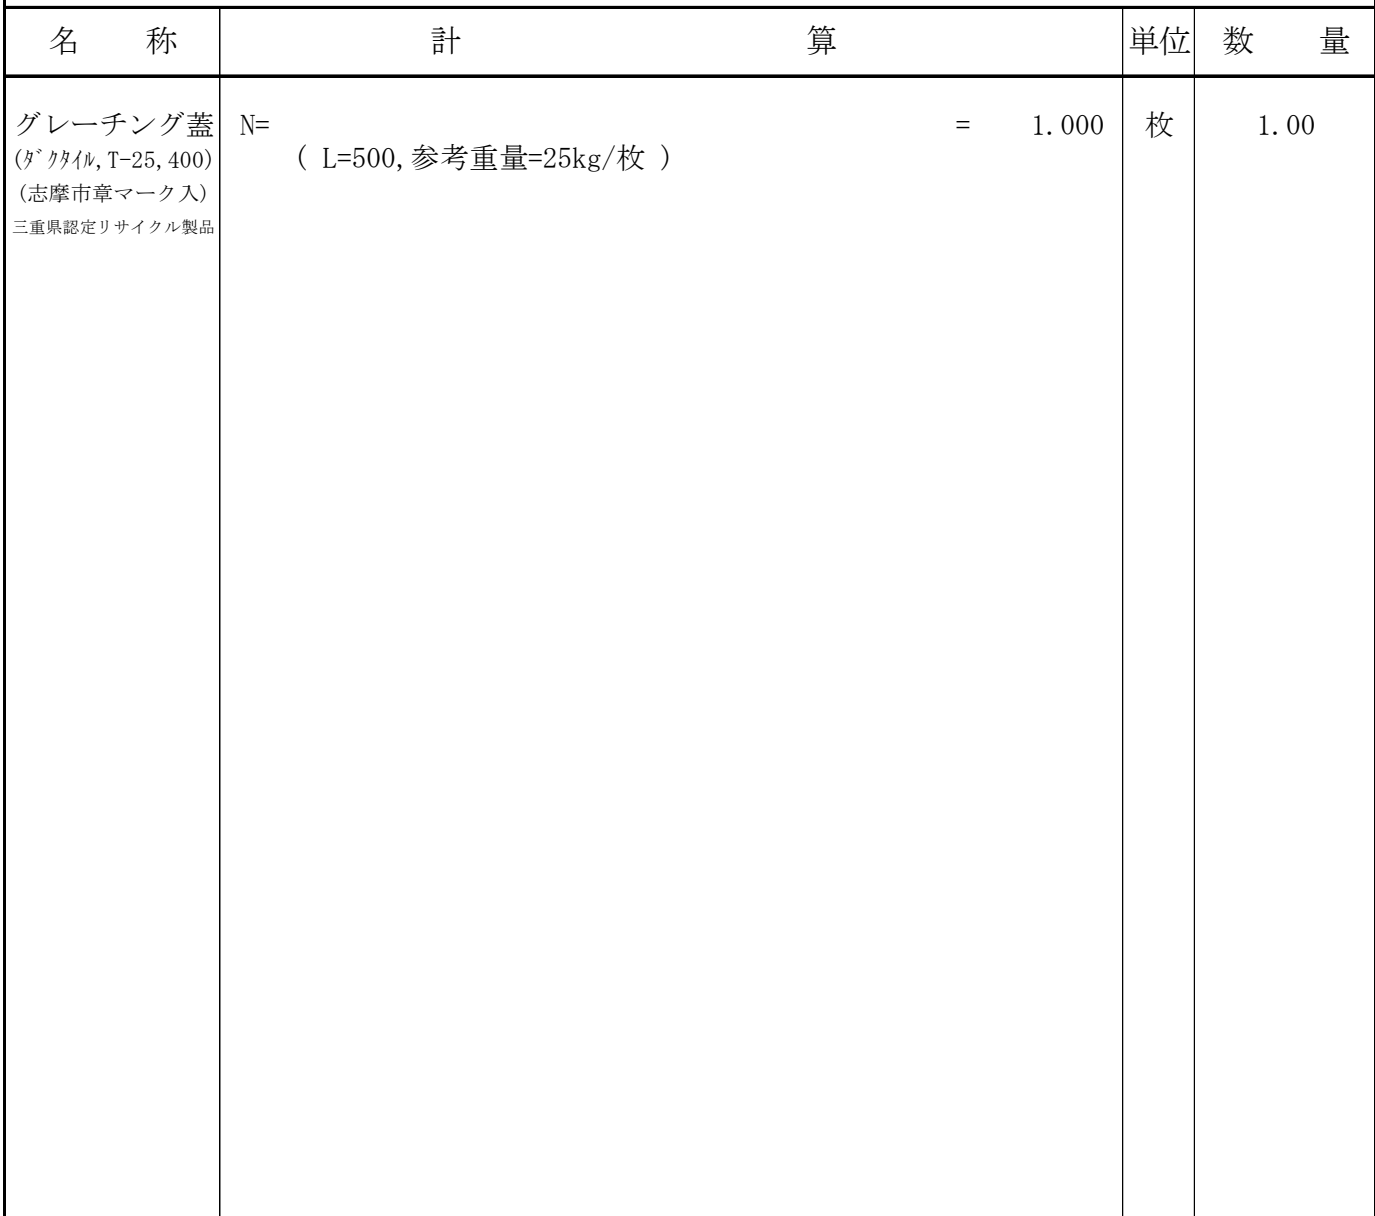 名 称 計 算 単位 数 量
グレーチング蓋 N= = 1.000 枚 1.00
(ﾀﾞｸﾀｲﾙ,T-25,400) ( L=500,参考重量=25kg/枚 )
(志摩市章マーク入)
三重県認定リサイクル製品